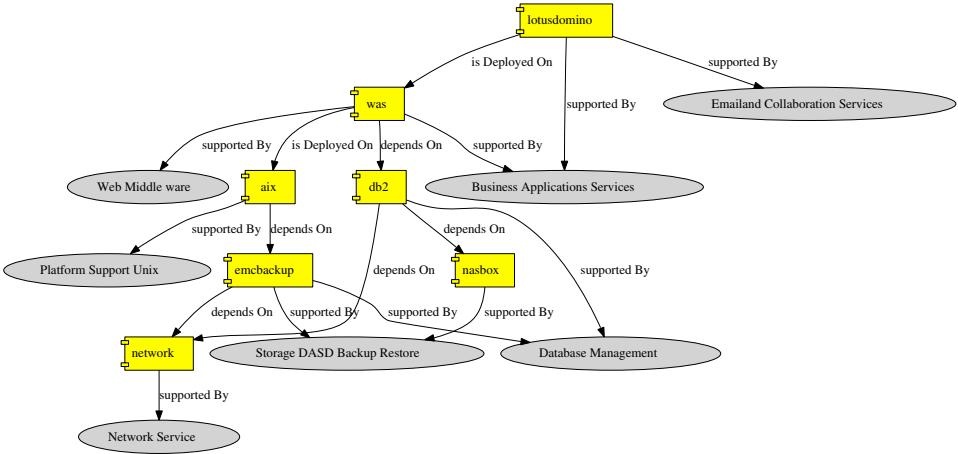 lotusdomino
is Deployed On
supported By
supported By
Emailand Collaboration Services
was
supported By
is Deployed On
depends On
supported By
Web Middle ware
aix
db2
Business Applications Services
supported By
depends On
depends On
Platform Support Unix
emcbackup
depends On
nasbox
supported By
depends On
supported By
supported By
supported By
network
Storage DASD Backup Restore
Database Management
supported By
Network Service